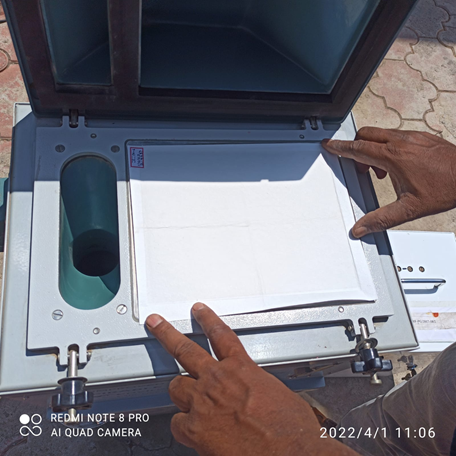 REDMI NOTE 8 PRO
AI QUAD CAMERA
2022/4/1 11:06